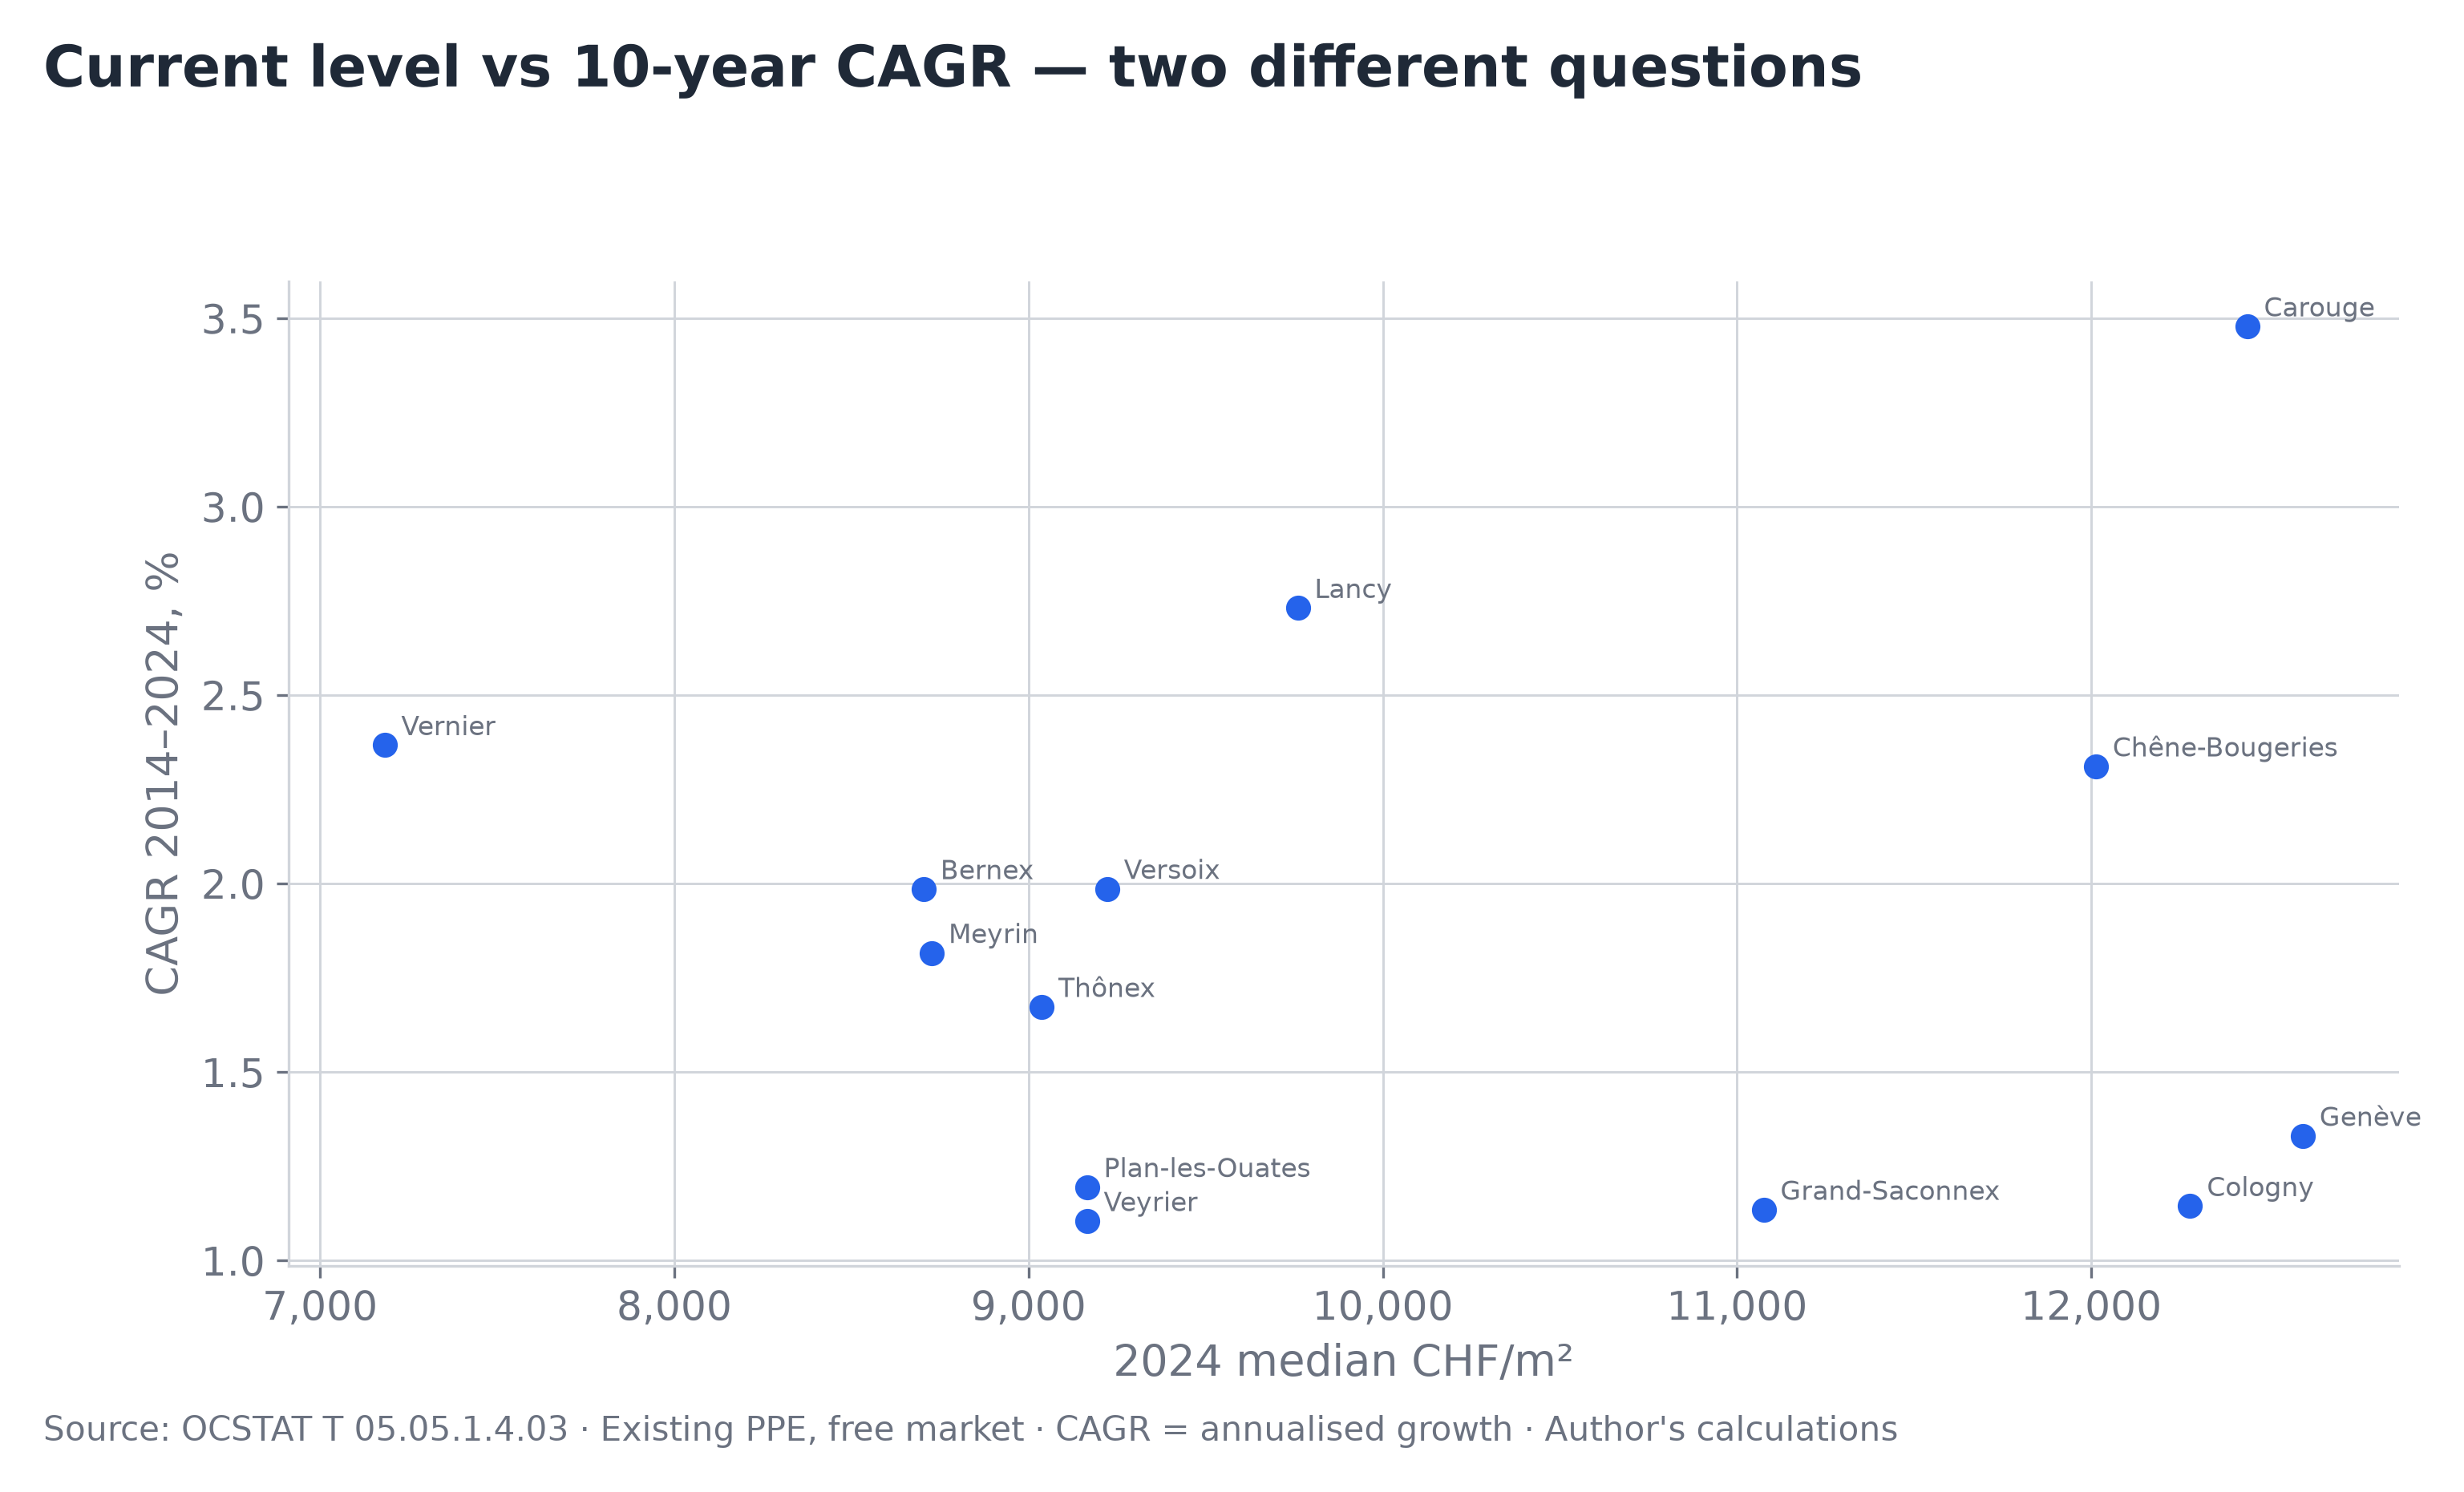 Current level vs 10-year CAGR — two different questions
CAGR 2014–2024, %
3.5
3.0
2.5
2.0
1.5
1.0
Carouge
Lancy
Vernier
Chêne-Bougeries
Bernex
Versoix
Meyrin
Thônex
Genève
Plan-les-Ouates
Veyrier
Grand-Saconnex
Cologny
7,000 8,000 9,000 10,000 11,000 12,000
2024 median CHF/m²
Source: OCSTAT T 05.05.1.4.03 · Existing PPE, free market · CAGR = annualised growth · Author's calculations